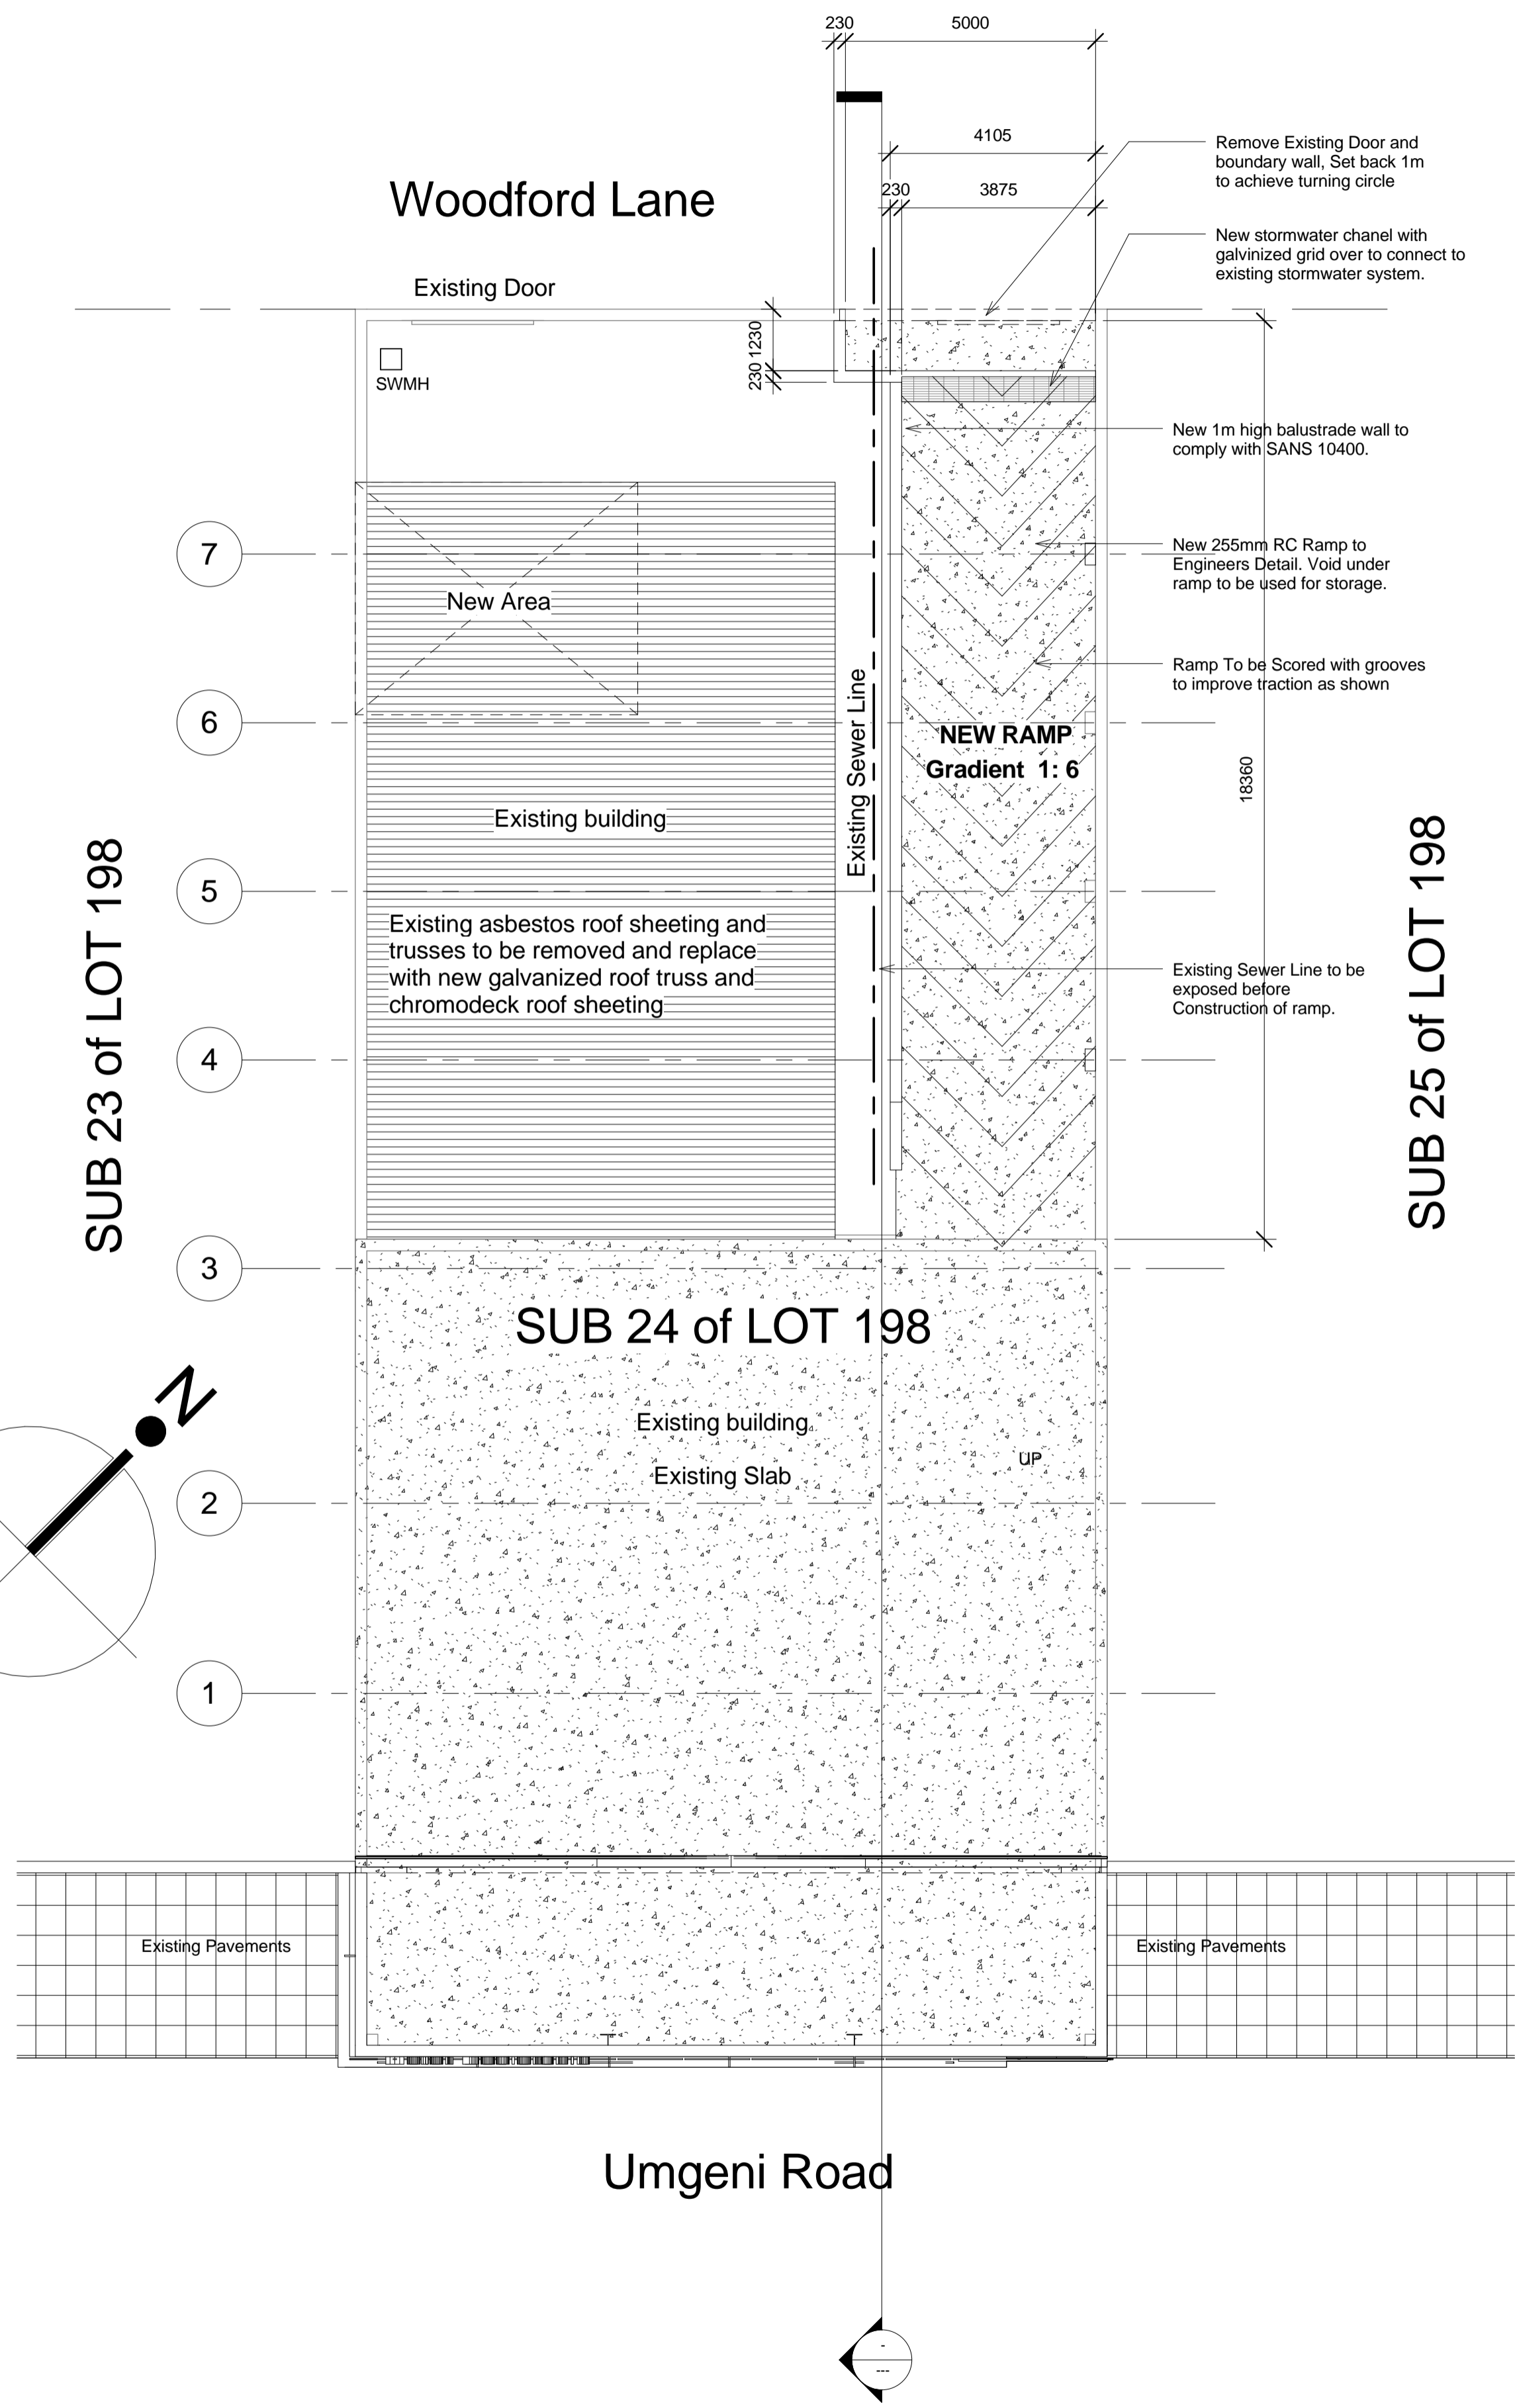 230
5000
4105
230
3875
Remove Existing Door and
boundary wall, Set back 1m
to achieve turning circle
Woodford Lane
New stormwater chanel with
galvinized grid over to connect to
existing stormwater system.
Existing Door
1230
230
SWMH
New 1m high balustrade wall to
comply with SANS 10400.
7
New 255mm RC Ramp to
Engineers Detail. Void under
ramp to be used for storage.
New Area
Ramp To be Scored with grooves
to improve traction as shown
6
Existing Sewer Line
NEW RAMP
Gradient 1: 6
18360
Existing building
SUB 23 of LOT 198
SUB 25 of LOT 198
5
Existing asbestos roof sheeting and
trusses to be removed and replace
with new galvanized roof truss and
chromodeck roof sheeting
Existing Sewer Line to be
exposed before
Construction of ramp.
4
3
SUB 24 of LOT 198
N
Existing building
UP
Existing Slab
2
1
Existing Pavements
Existing Pavements
Umgeni Road
-
---